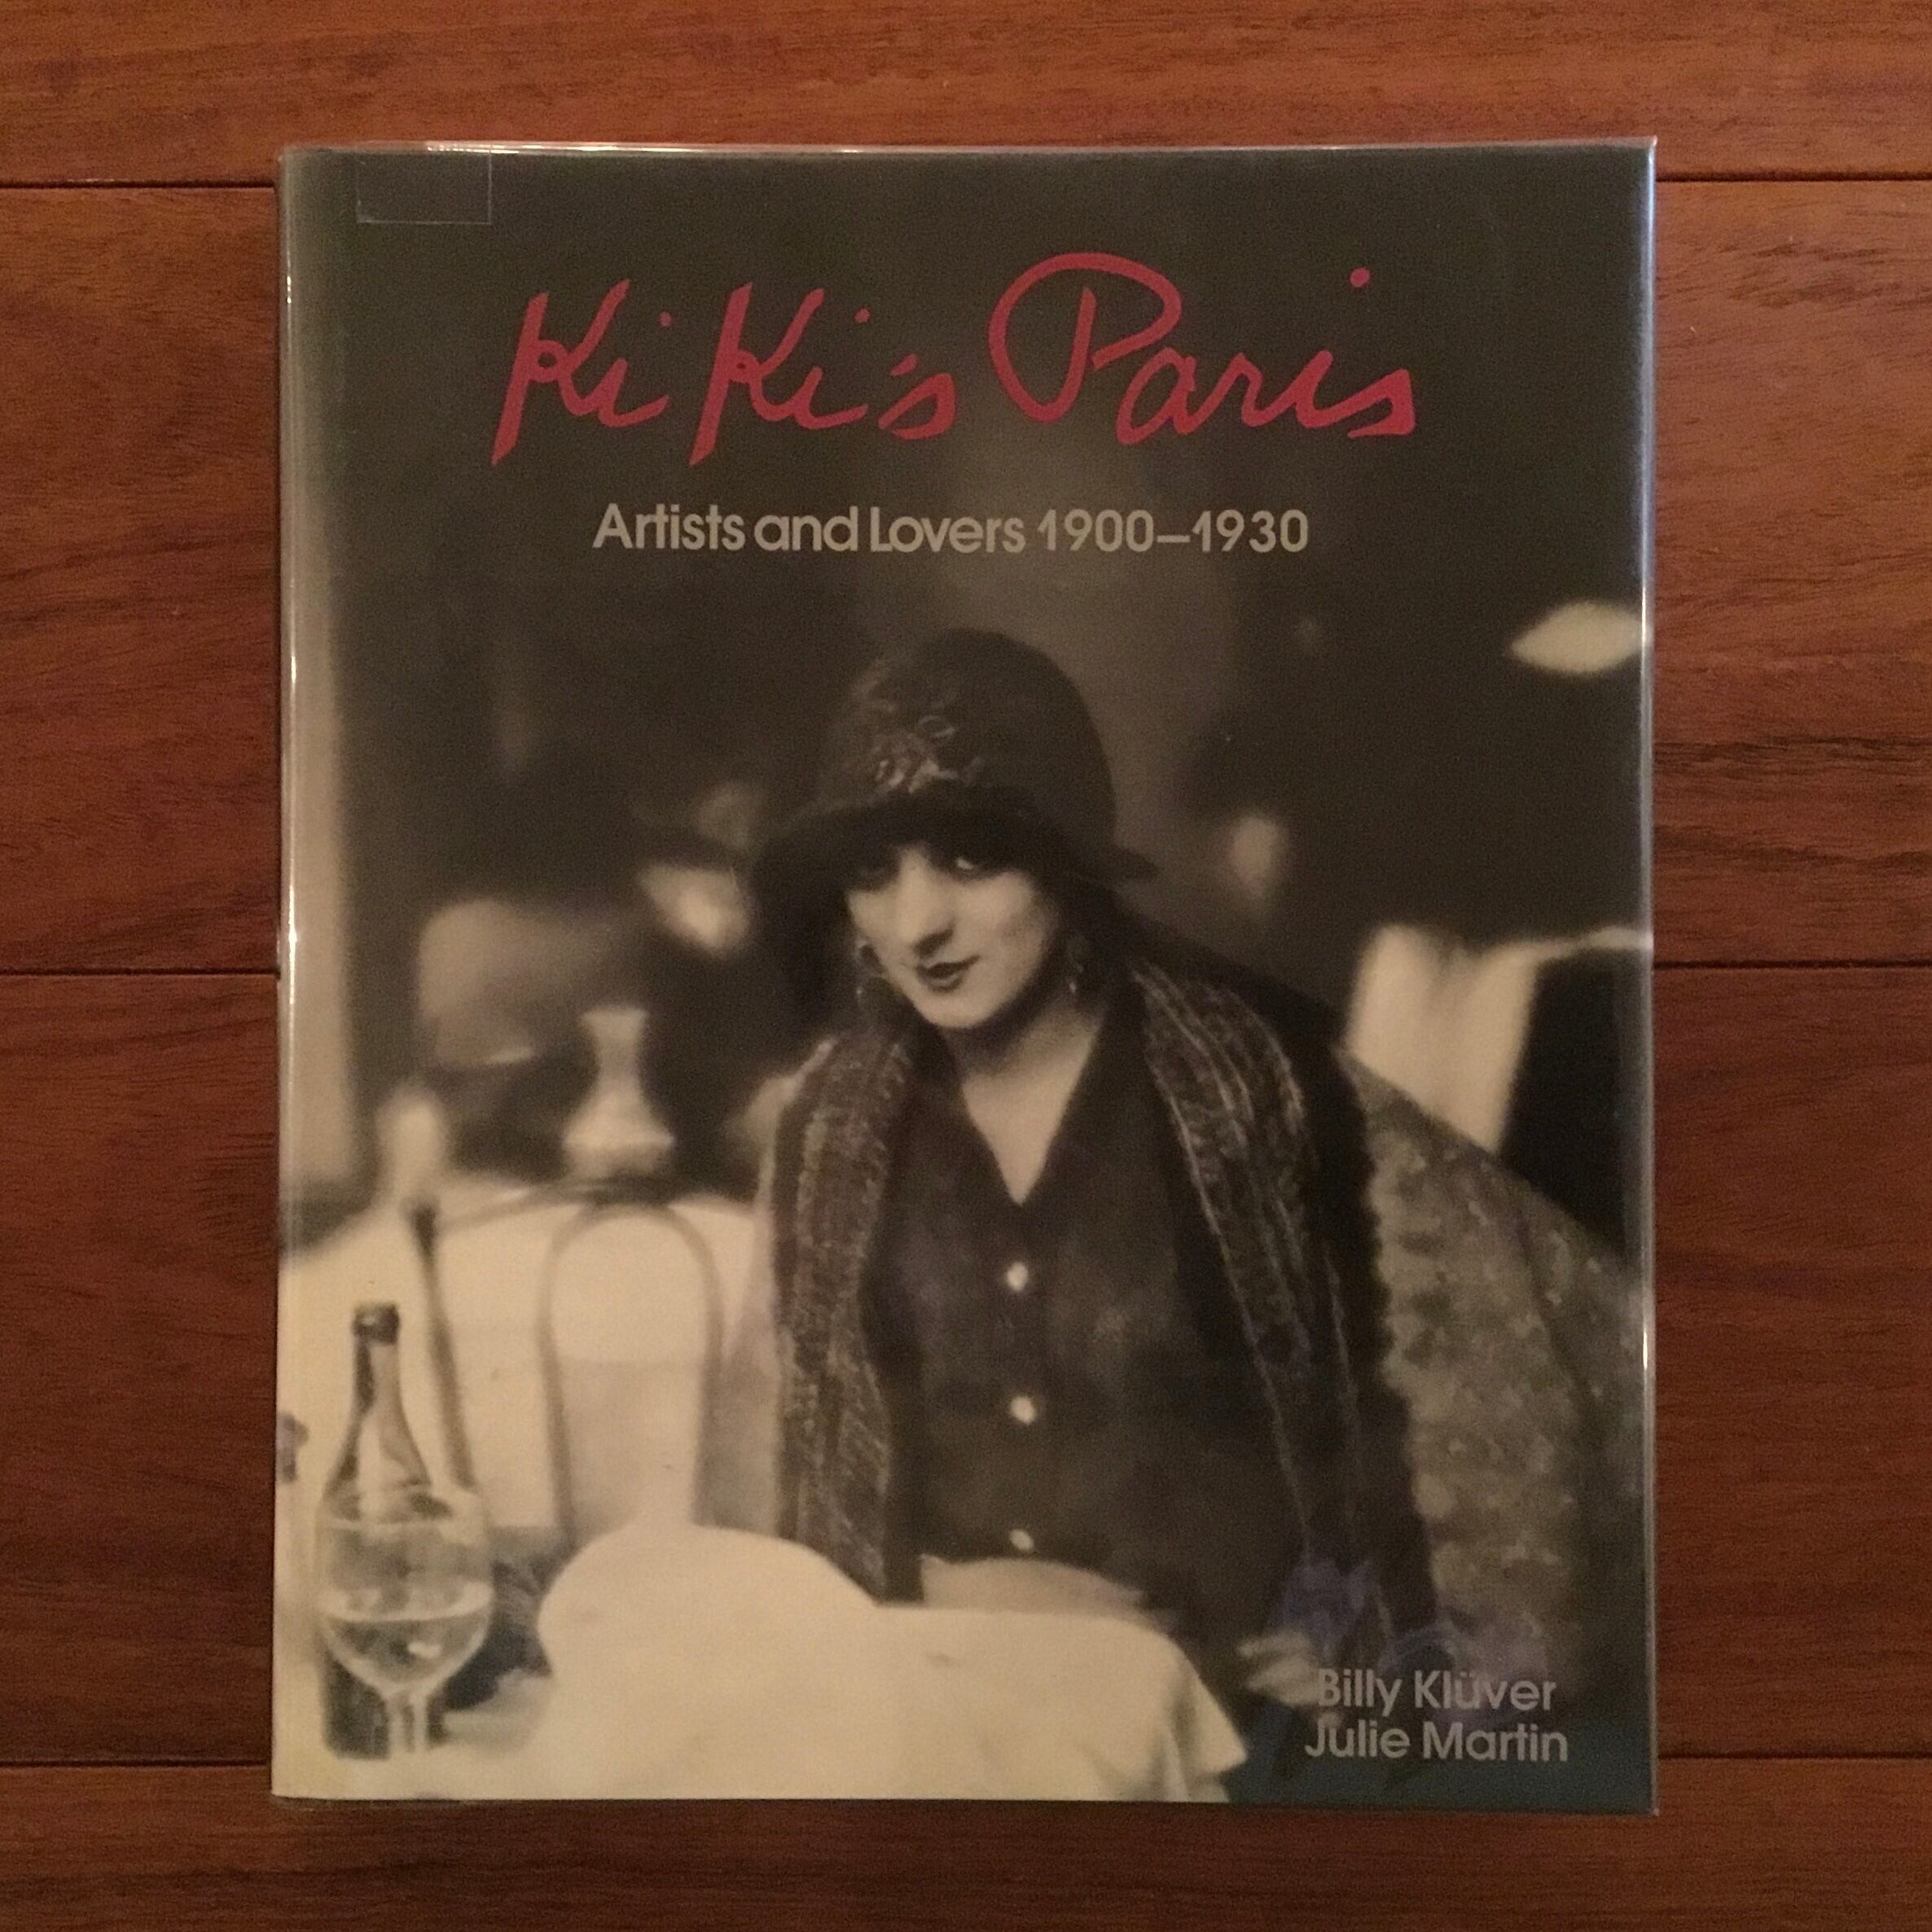 KiKi's Paris
Artists and Lovers 1900–1930
Billy Klüver
Julie Martin